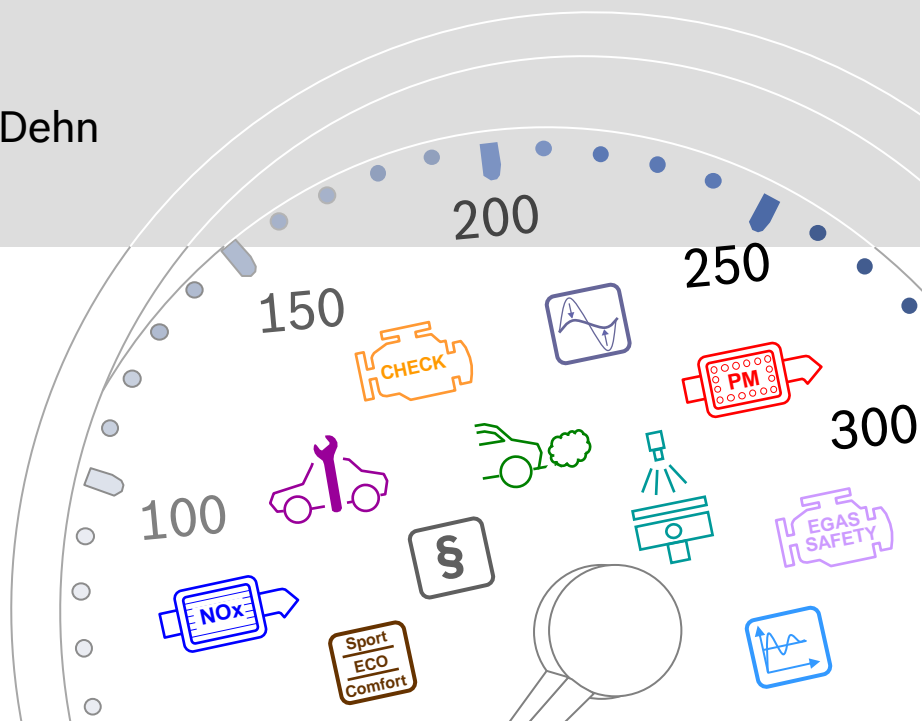 Dehn
200
250
150
CHECK
PM
300
100
EGAS
SAFETY
§
NOx
Sport
ECO
Comfort